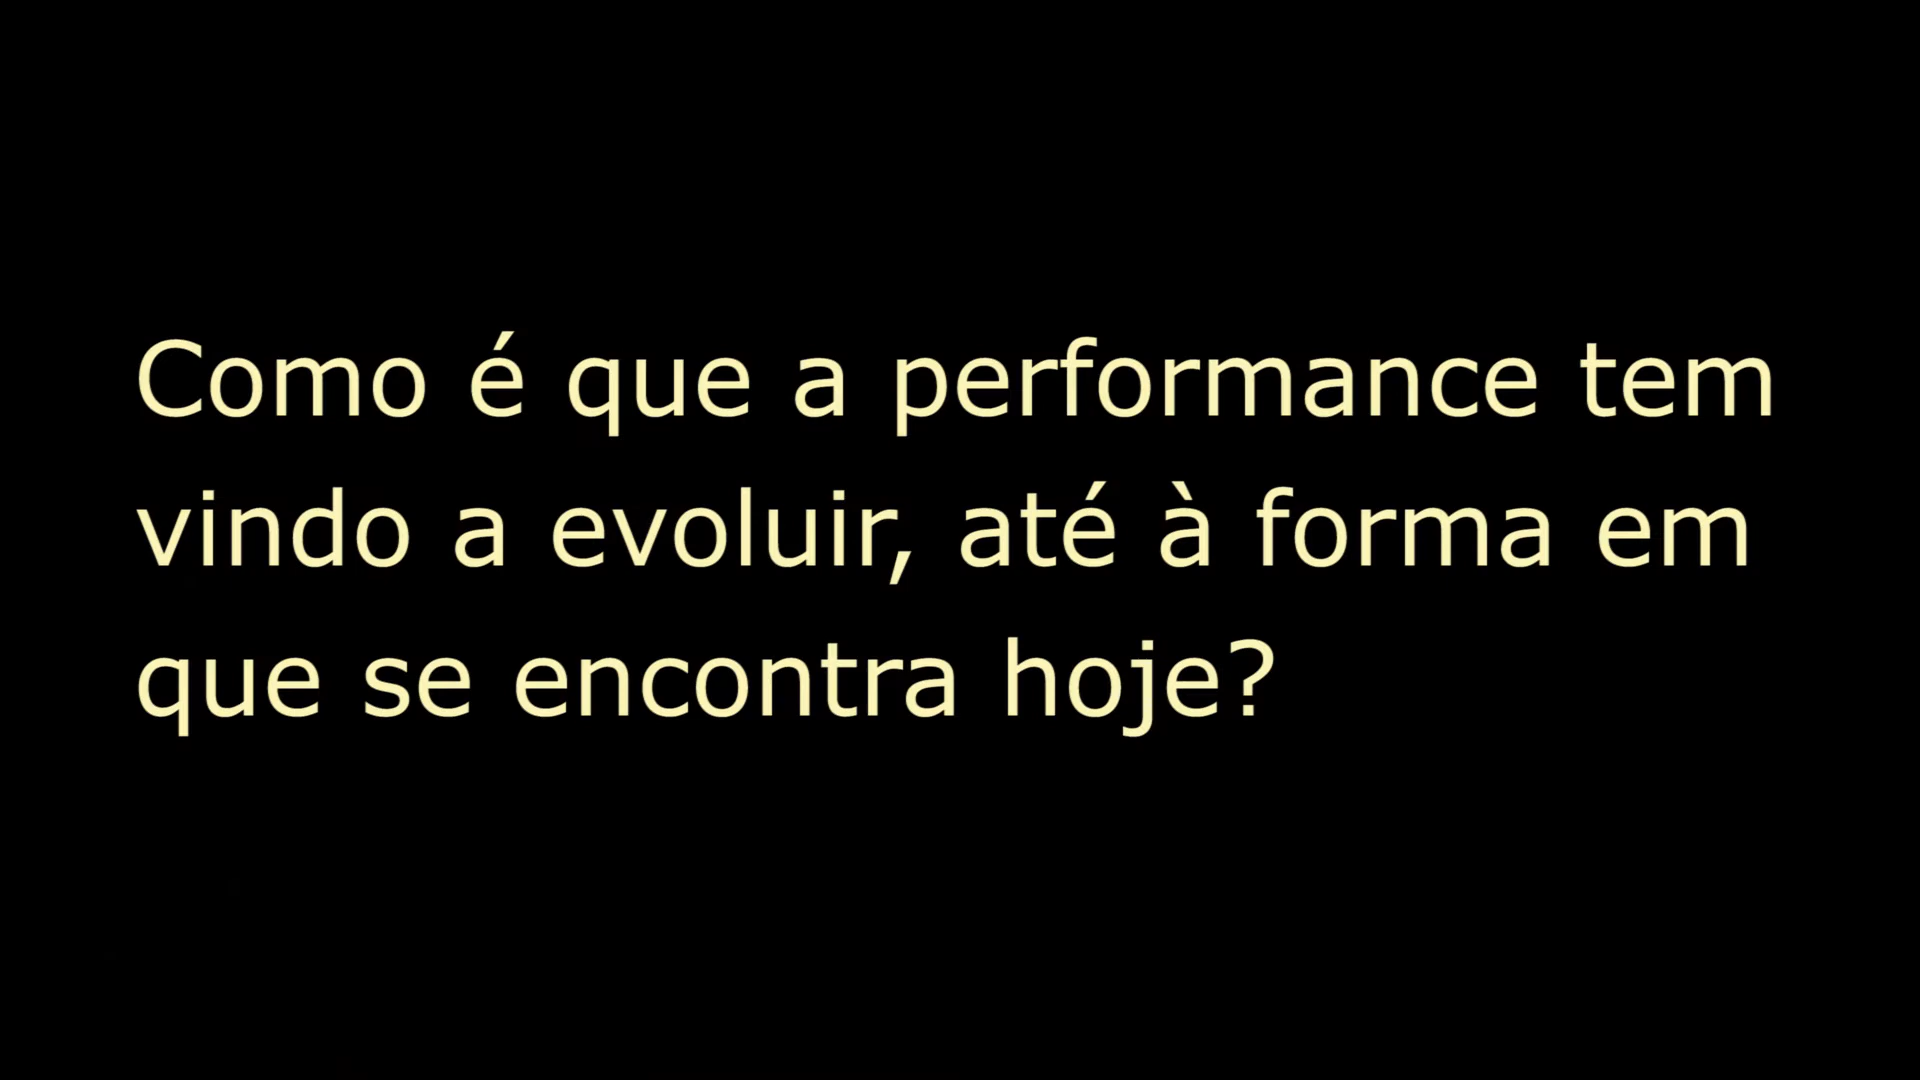 Como é que a performance tem
vindo a evoluir, até à forma em
que se encontra hoje?